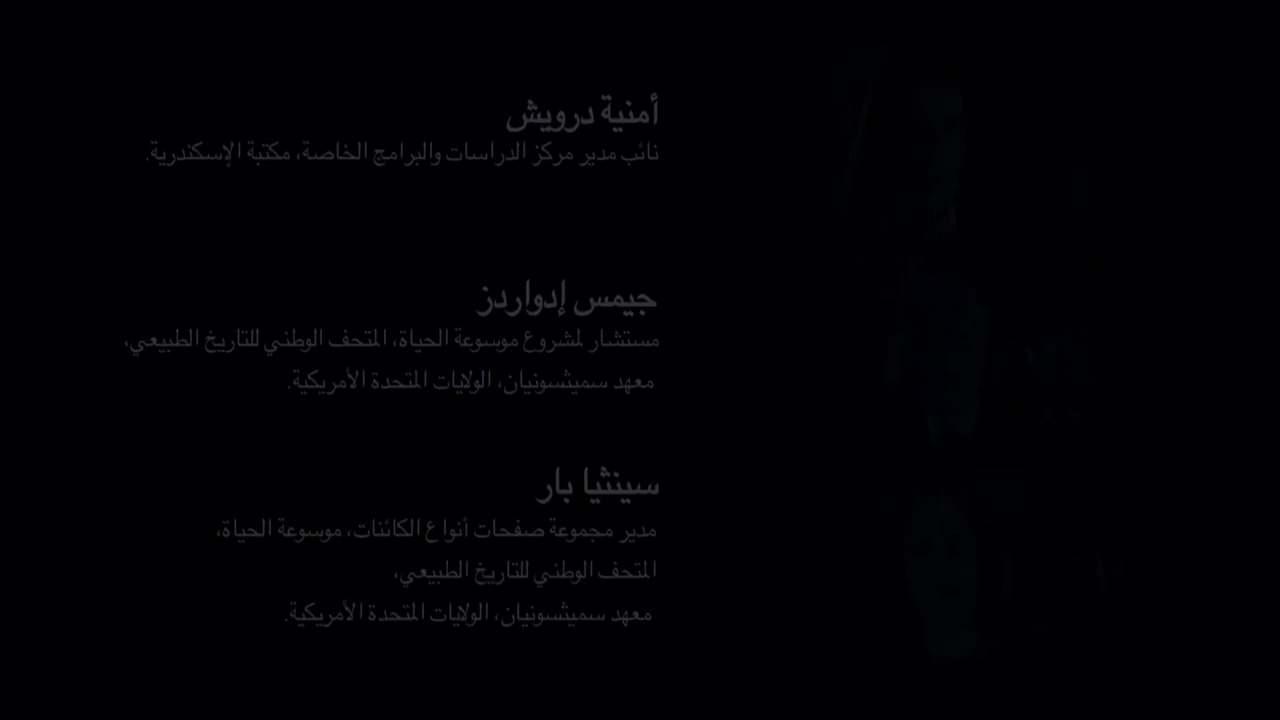 أمنية درويش
نائب مدير مركز الدراسات والبرامج الخاصة، مكتبة الإسكندرية.
جيمس إدواردز
مستشار لمشروع موسوعة الحياة، المتحف الوطني للتاريخ الطبيعي،
معهد سميثسونيان، الولايات المتحدة الأمريكية.
سينثيا بار
مدير مجموعة صفحات أنواع الكائنات، موسوعة الحياة،
المتحف الوطني للتاريخ الطبيعي،
معهد سميثسونيان، الولايات المتحدة الأمريكية.